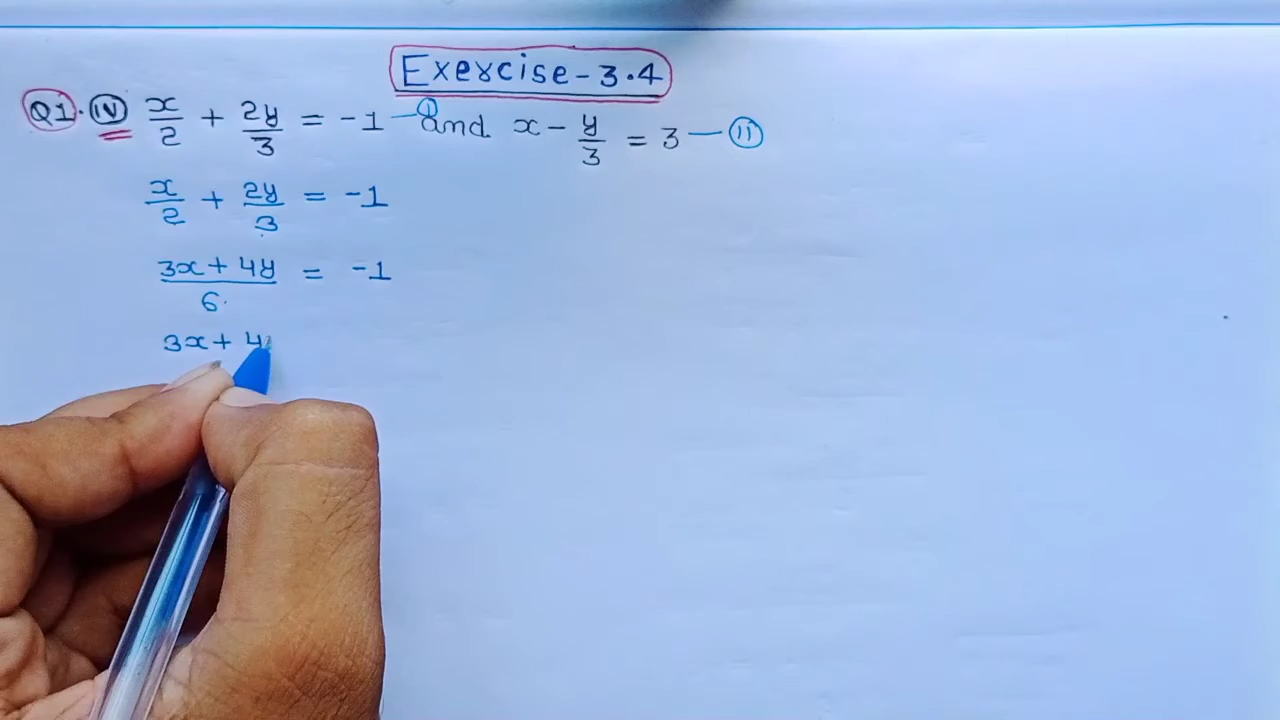 Exercise-3.4
Q1. (iv) x/2 + 2y/3 = -1 —(i) and x - y/3 = 3 —(ii)
x/2 + 2y/3 = -1
(3x + 4y)/6 = -1
3x + 4